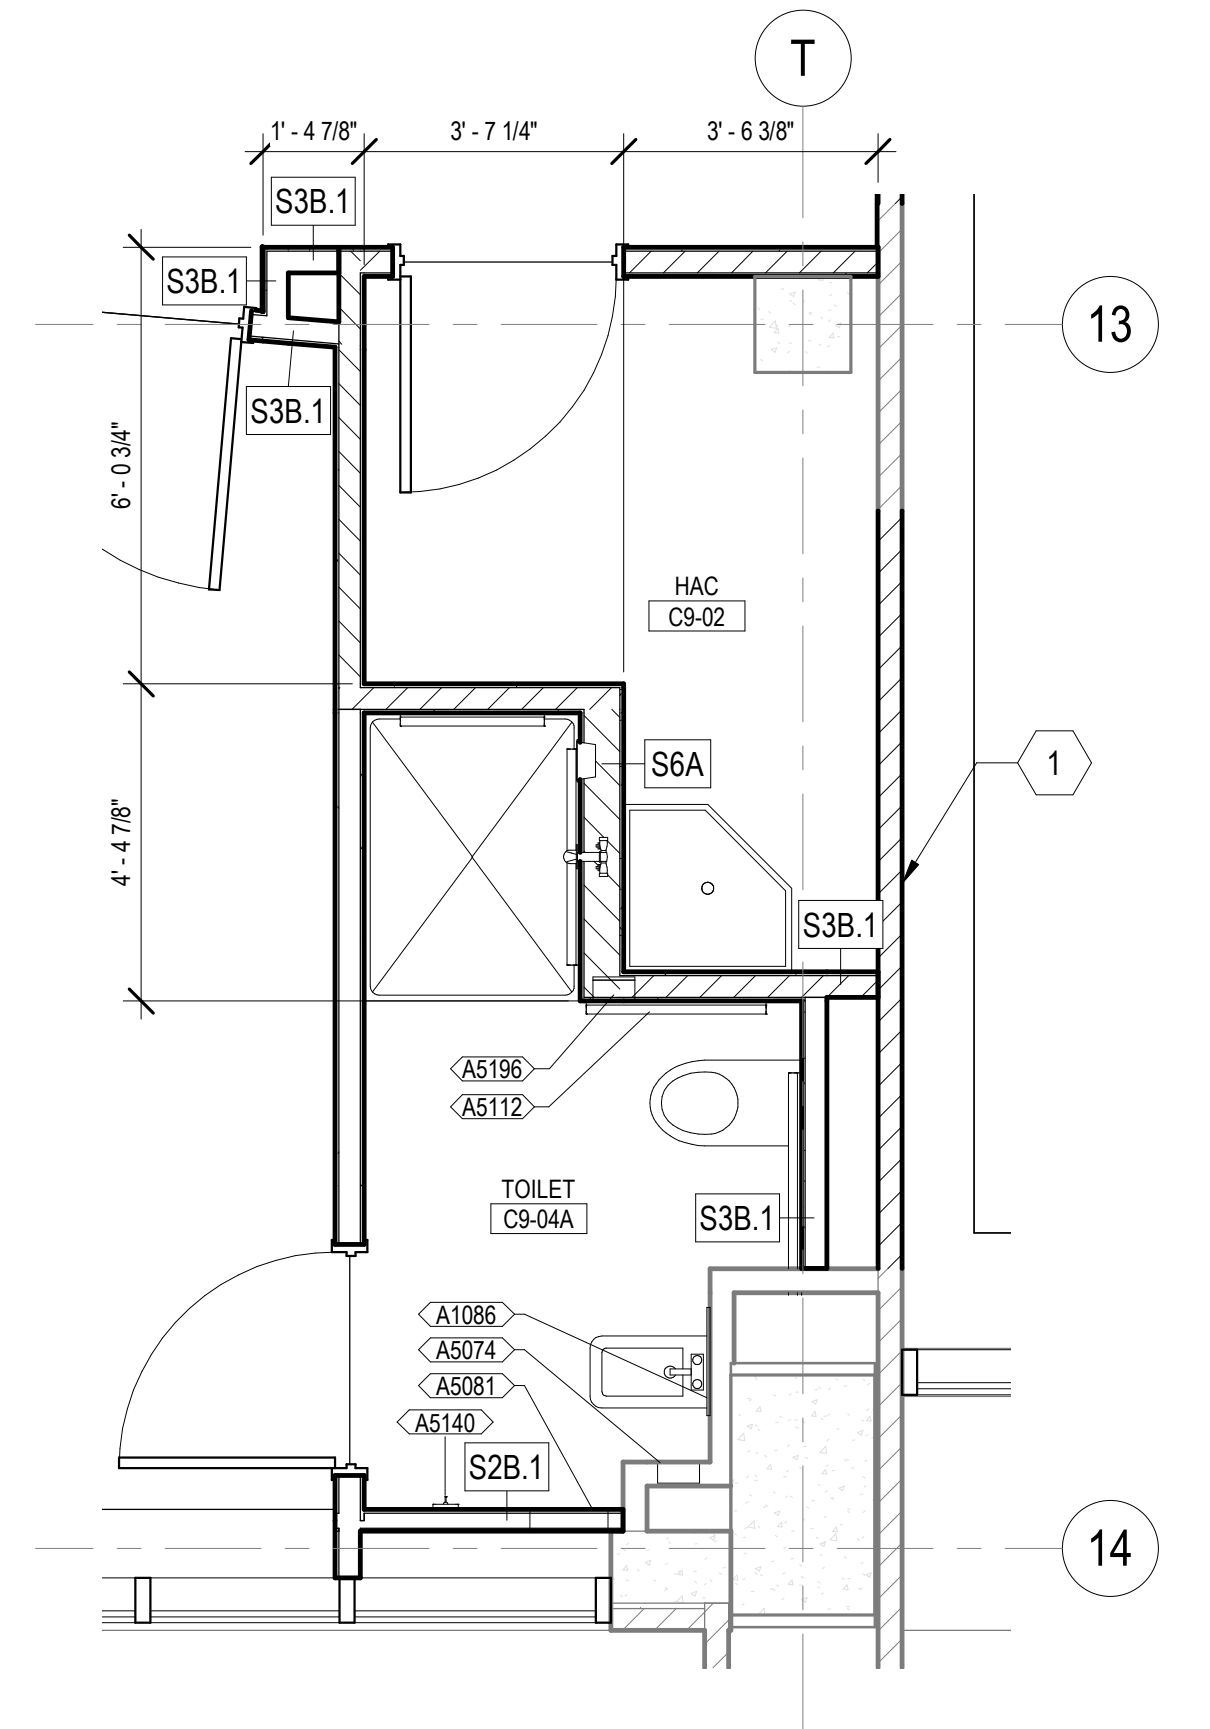 T
1' - 4 7/8"
3' - 7 1/4"
3' - 6 3/8"
S3B.1
S3B.1
13
S3B.1
6' - 0 3/4"
HAC
C9-02
S6A
1
4' - 4 7/8"
S3B.1
A5196
A5112
TOILET
C9-04A
S3B.1
A1086
A5074
A5081
A5140
S2B.1
14